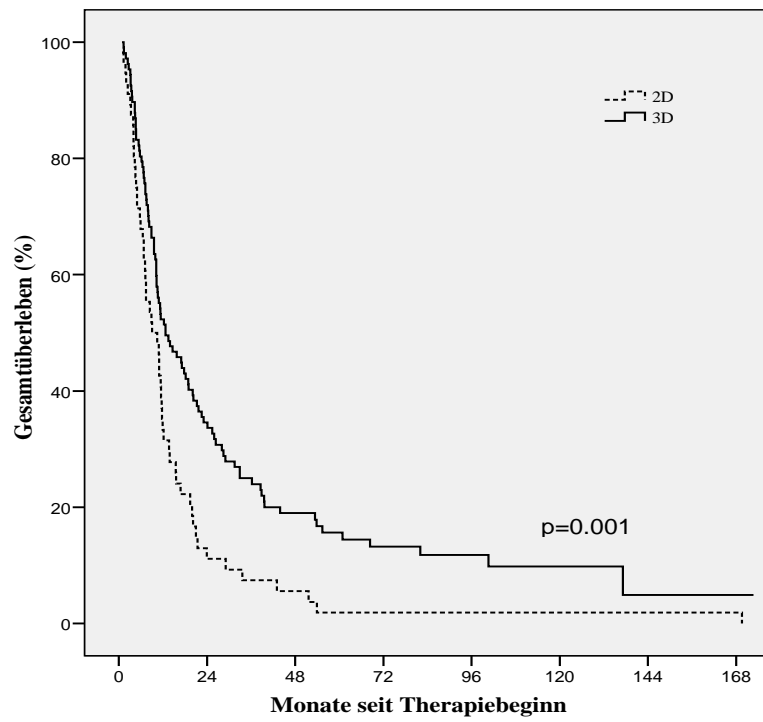 100
80
60
40
20
0
Gesamtüberleben (%)
2D
3D
p=0.001
0 24 48 72 96 120 144 168
Monate seit Therapiebeginn